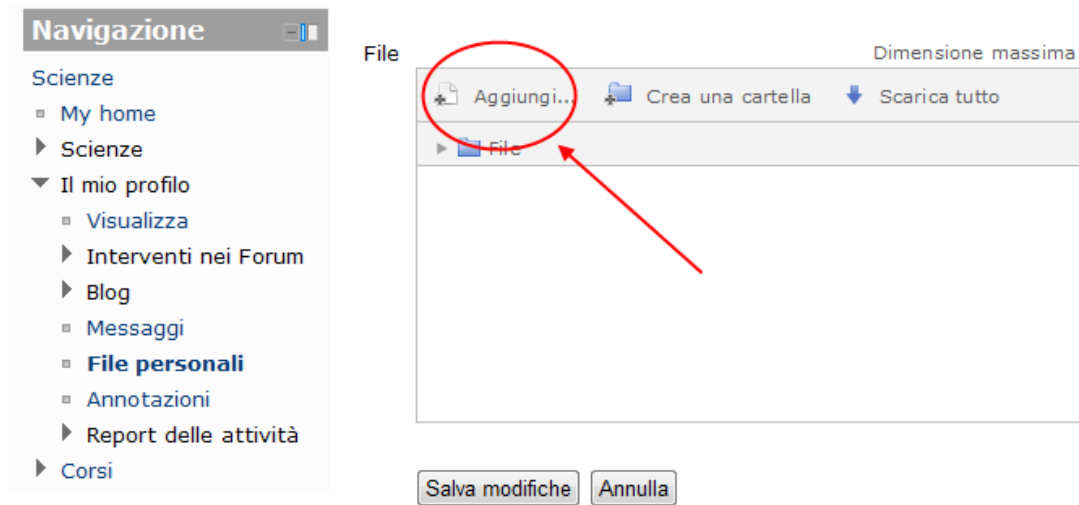 Navigazione
Scienze
My home
Scienze
Il mio profilo
Visualizza
Interventi nei Forum
Blog
Messaggi
File personali
Annotazioni
Report delle attività
Corsi
File
Dimensione massima
Aggiungi... Crea una cartella Scarica tutto
File
Salva modifiche Annulla